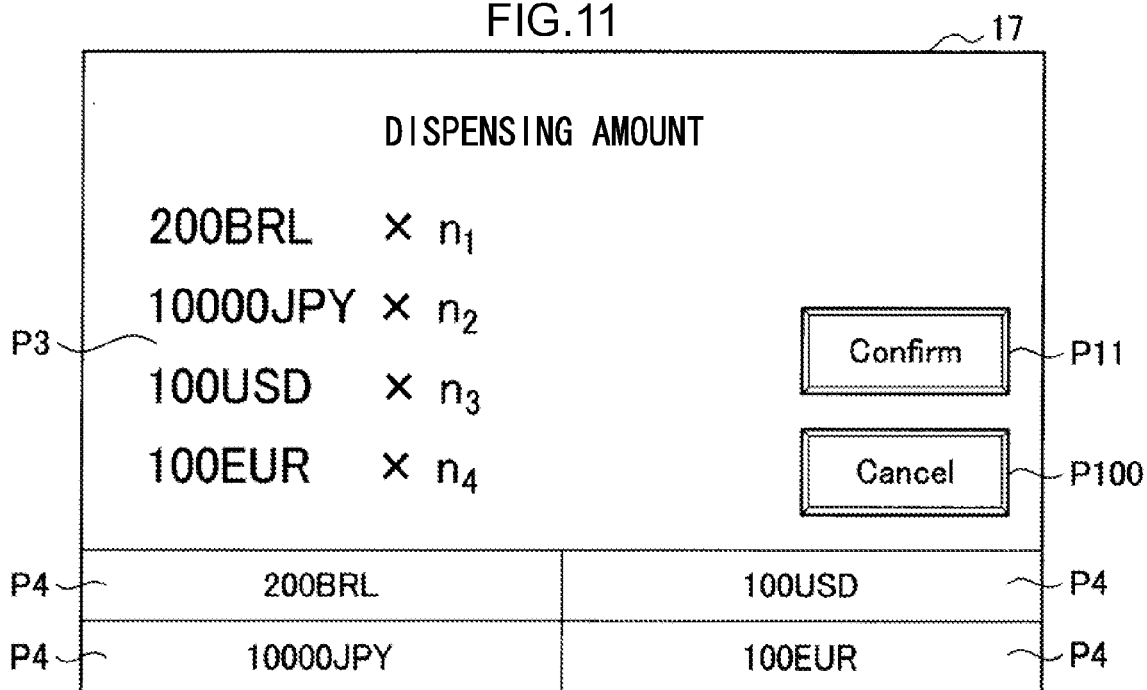 FIG.11
17
DISPENSING AMOUNT
200BRL × n₁
10000JPY × n₂
P3
Confirm P11
100USD × n₃
100EUR × n₄
Cancel P100
P4 200BRL 100USD P4
P4 10000JPY 100EUR P4